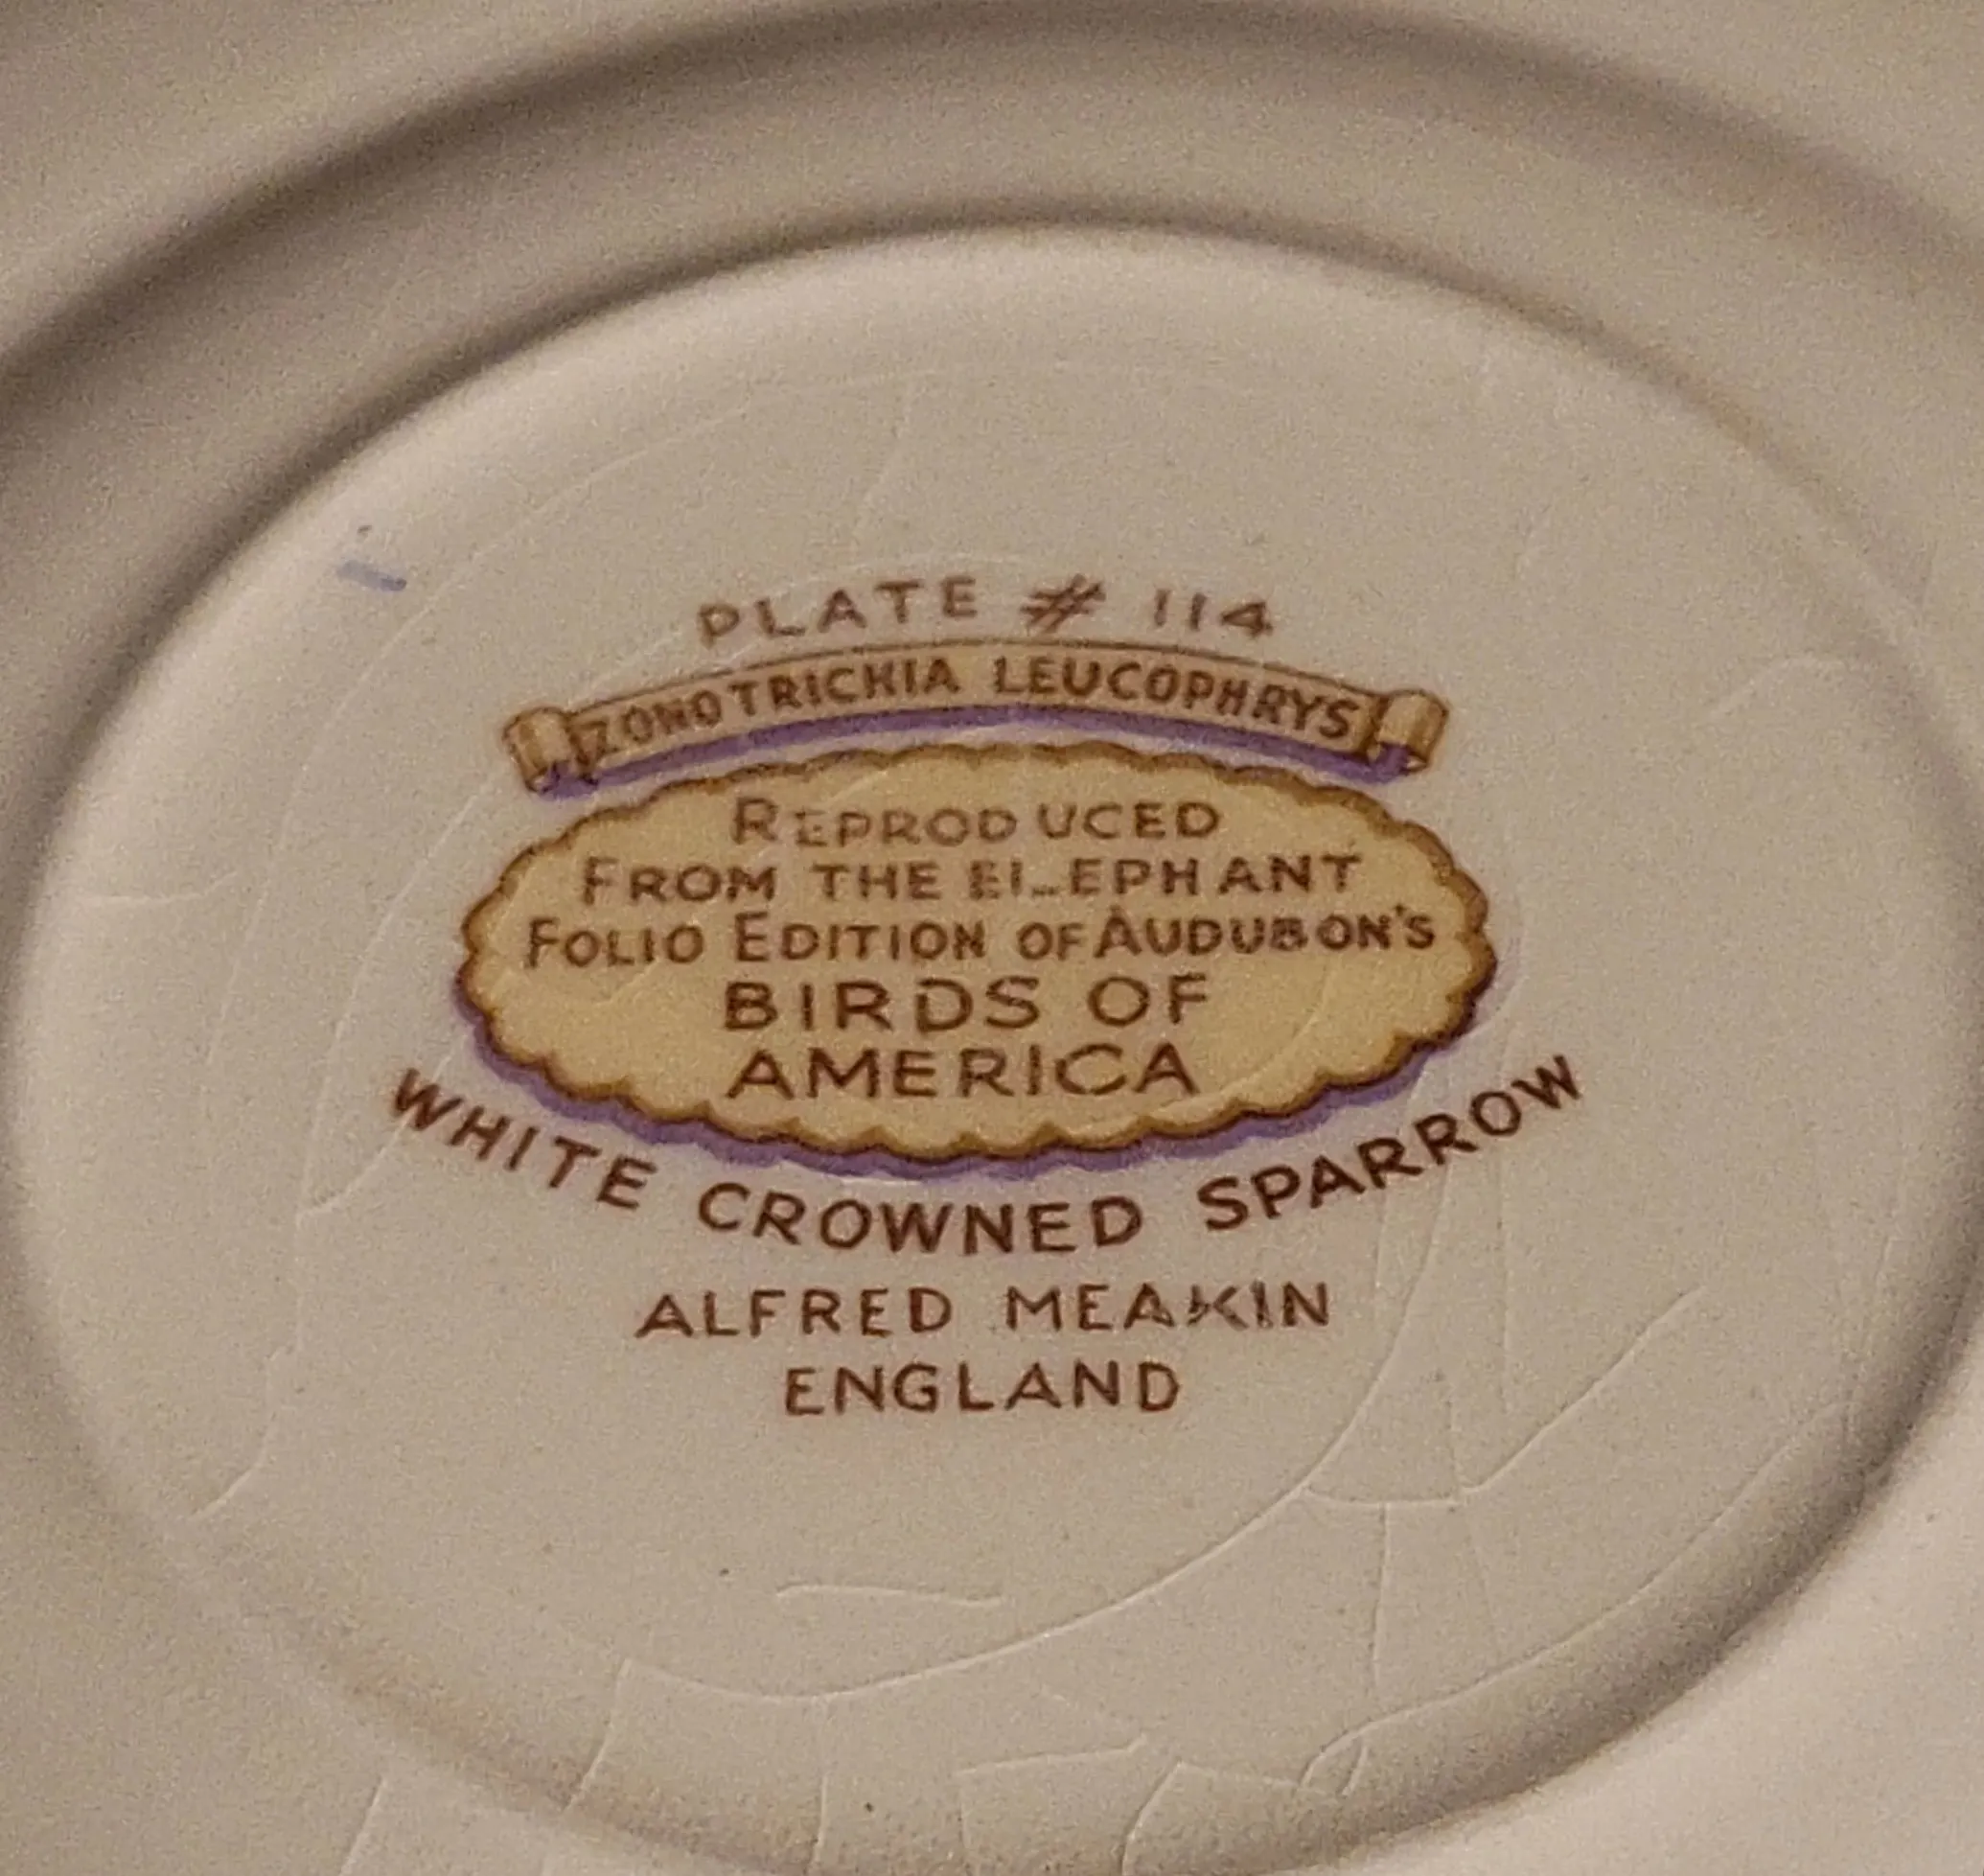 PLATE # 114
ZONOTRICHIA LEUCOPHRYS
REPRODUCED
FROM THE ELEPHANT
FOLIO EDITION OF AUDUBON'S
BIRDS OF
AMERICA
WHITE CROWNED SPARROW
ALFRED MEAKIN
ENGLAND